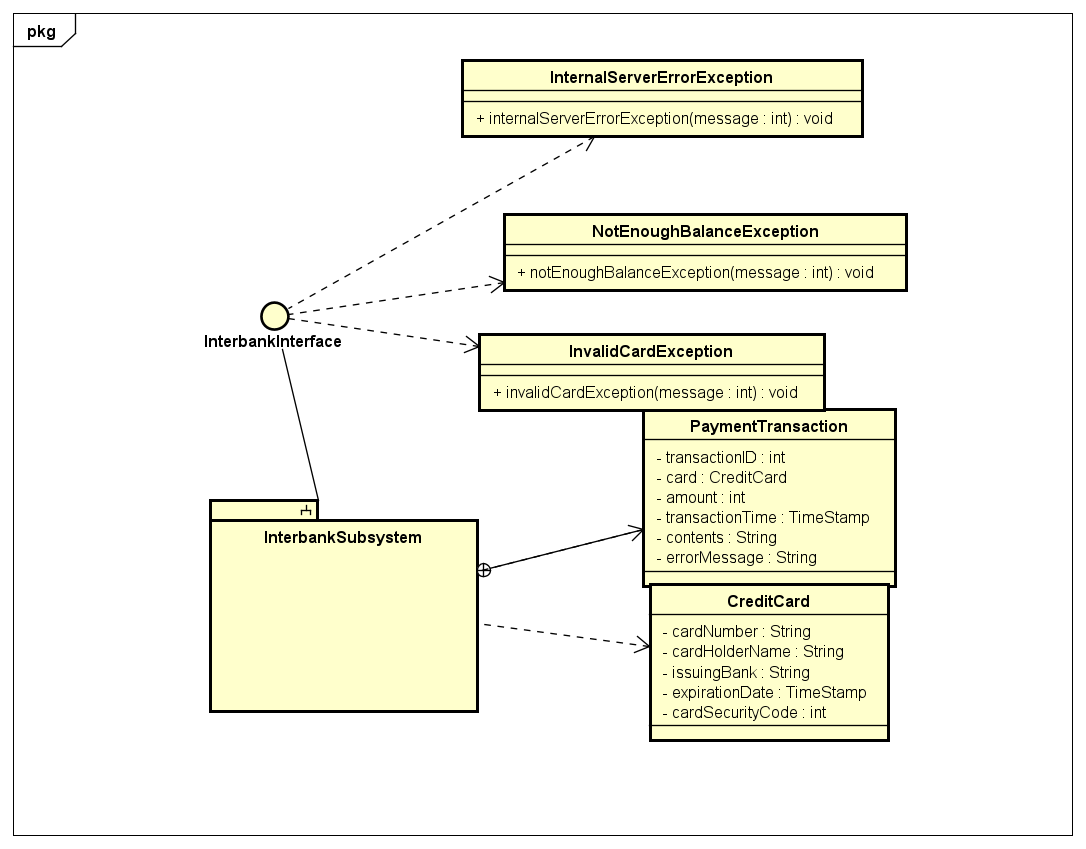 pkg
InternalServerErrorException
+ internalServerErrorException(message : int) : void
NotEnoughBalanceException
+ notEnoughBalanceException(message : int) : void
InterbankInterface
InvalidCardException
+ invalidCardException(message : int) : void
PaymentTransaction
- transactionID : int
- card : CreditCard
- amount : int
- transactionTime : TimeStamp
- contents : String
- errorMessage : String
InterbankSubsystem
CreditCard
- cardNumber : String
- cardHolderName : String
- issuingBank : String
- expirationDate : TimeStamp
- cardSecurityCode : int